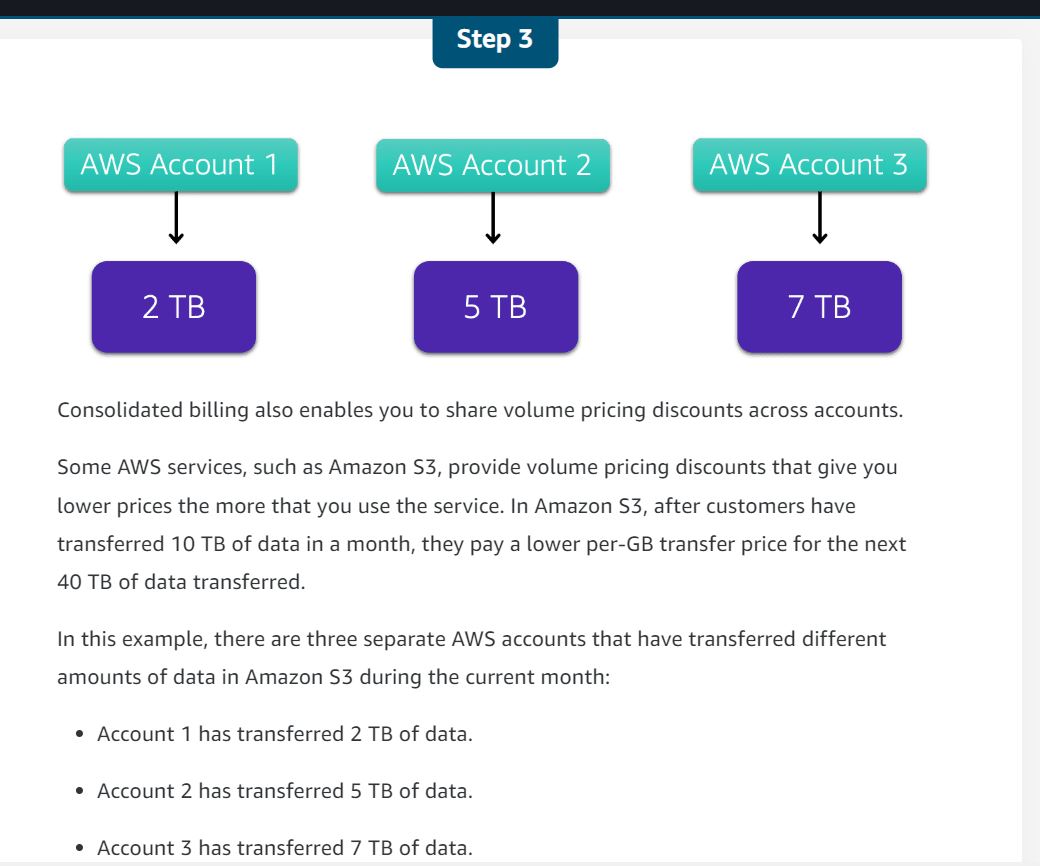 Step 3
AWS Account 1
AWS Account 2
AWS Account 3
2 TB
5 TB
7 TB
Consolidated billing also enables you to share volume pricing discounts across accounts.
Some AWS services, such as Amazon S3, provide volume pricing discounts that give you
lower prices the more that you use the service. In Amazon S3, after customers have
transferred 10 TB of data in a month, they pay a lower per-GB transfer price for the next
40 TB of data transferred.
In this example, there are three separate AWS accounts that have transferred different
amounts of data in Amazon S3 during the current month:
• Account 1 has transferred 2 TB of data.
• Account 2 has transferred 5 TB of data.
• Account 3 has transferred 7 TB of data.